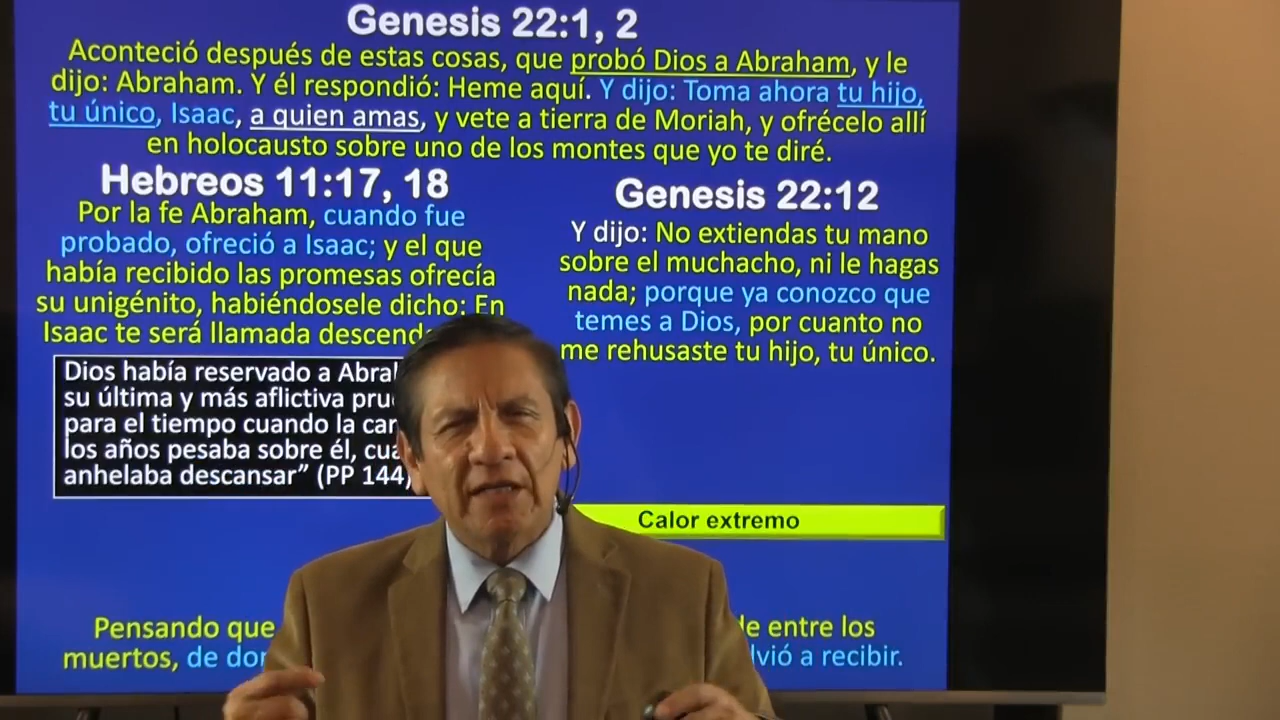 Genesis 22:1, 2
Aconteció después de estas cosas, que probó Dios a Abraham, y le
dijo: Abraham. Y él respondió: Heme aquí. Y dijo: Toma ahora tu hijo,
tu único, Isaac, a quien amas, y vete a tierra de Moriah, y ofrécelo allí
en holocausto sobre uno de los montes que yo te diré.
Hebreos 11:17, 18
Por la fe Abraham, cuando fue
probado, ofreció a Isaac; y el que
había recibido las promesas ofrecía
su unigénito, habiéndosele dicho: En
Isaac te será llamada
Genesis 22:12
Y dijo: No extiendas tu mano
sobre el muchacho, ni le hagas
nada; porque ya conozco que
temes a Dios, por cuanto no
me rehusaste tu hijo, tu único.
Dios había reservado a
su última y más aflictiva
para el tiempo cuando la
los años pesaba sobre él,
anhelaba descansar” (PP 144)
Calor extremo
Pensando que
entre los
muertos, de
a recibir.